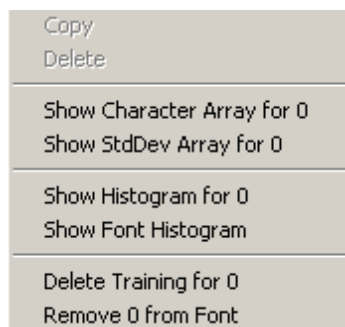 Copy
Delete
Show Character Array for 0
Show StdDev Array for 0
Show Histogram for 0
Show Font Histogram
Delete Training for 0
Remove 0 from Font